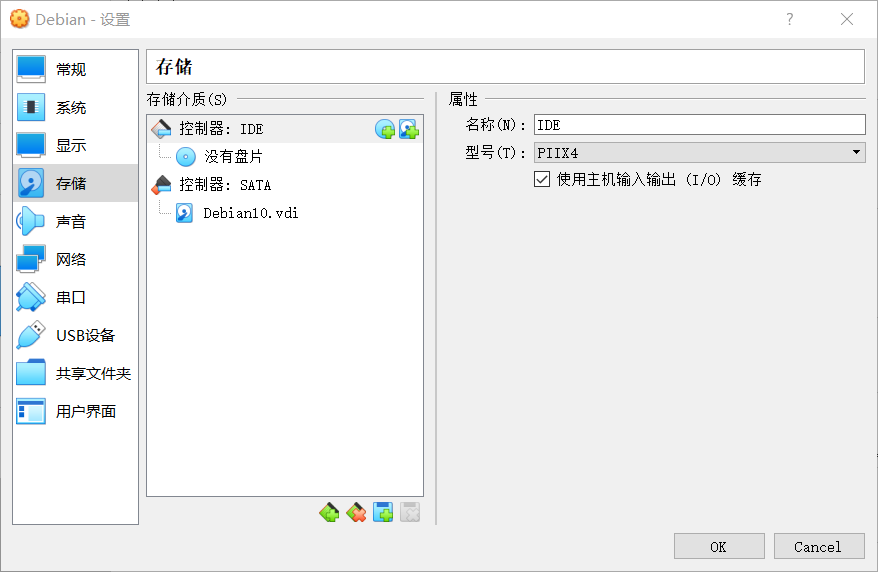 Debian - 设置
?
常规
系统
显示
存储
声音
网络
串口
USB设备
共享文件夹
用户界面
存储
存储介质(S)
控制器: IDE
没有盘片
控制器: SATA
Debian10.vdi
属性
名称(N): IDE
型号(T): PIIX4
使用主机输入输出 (I/O) 缓存
OK
Cancel